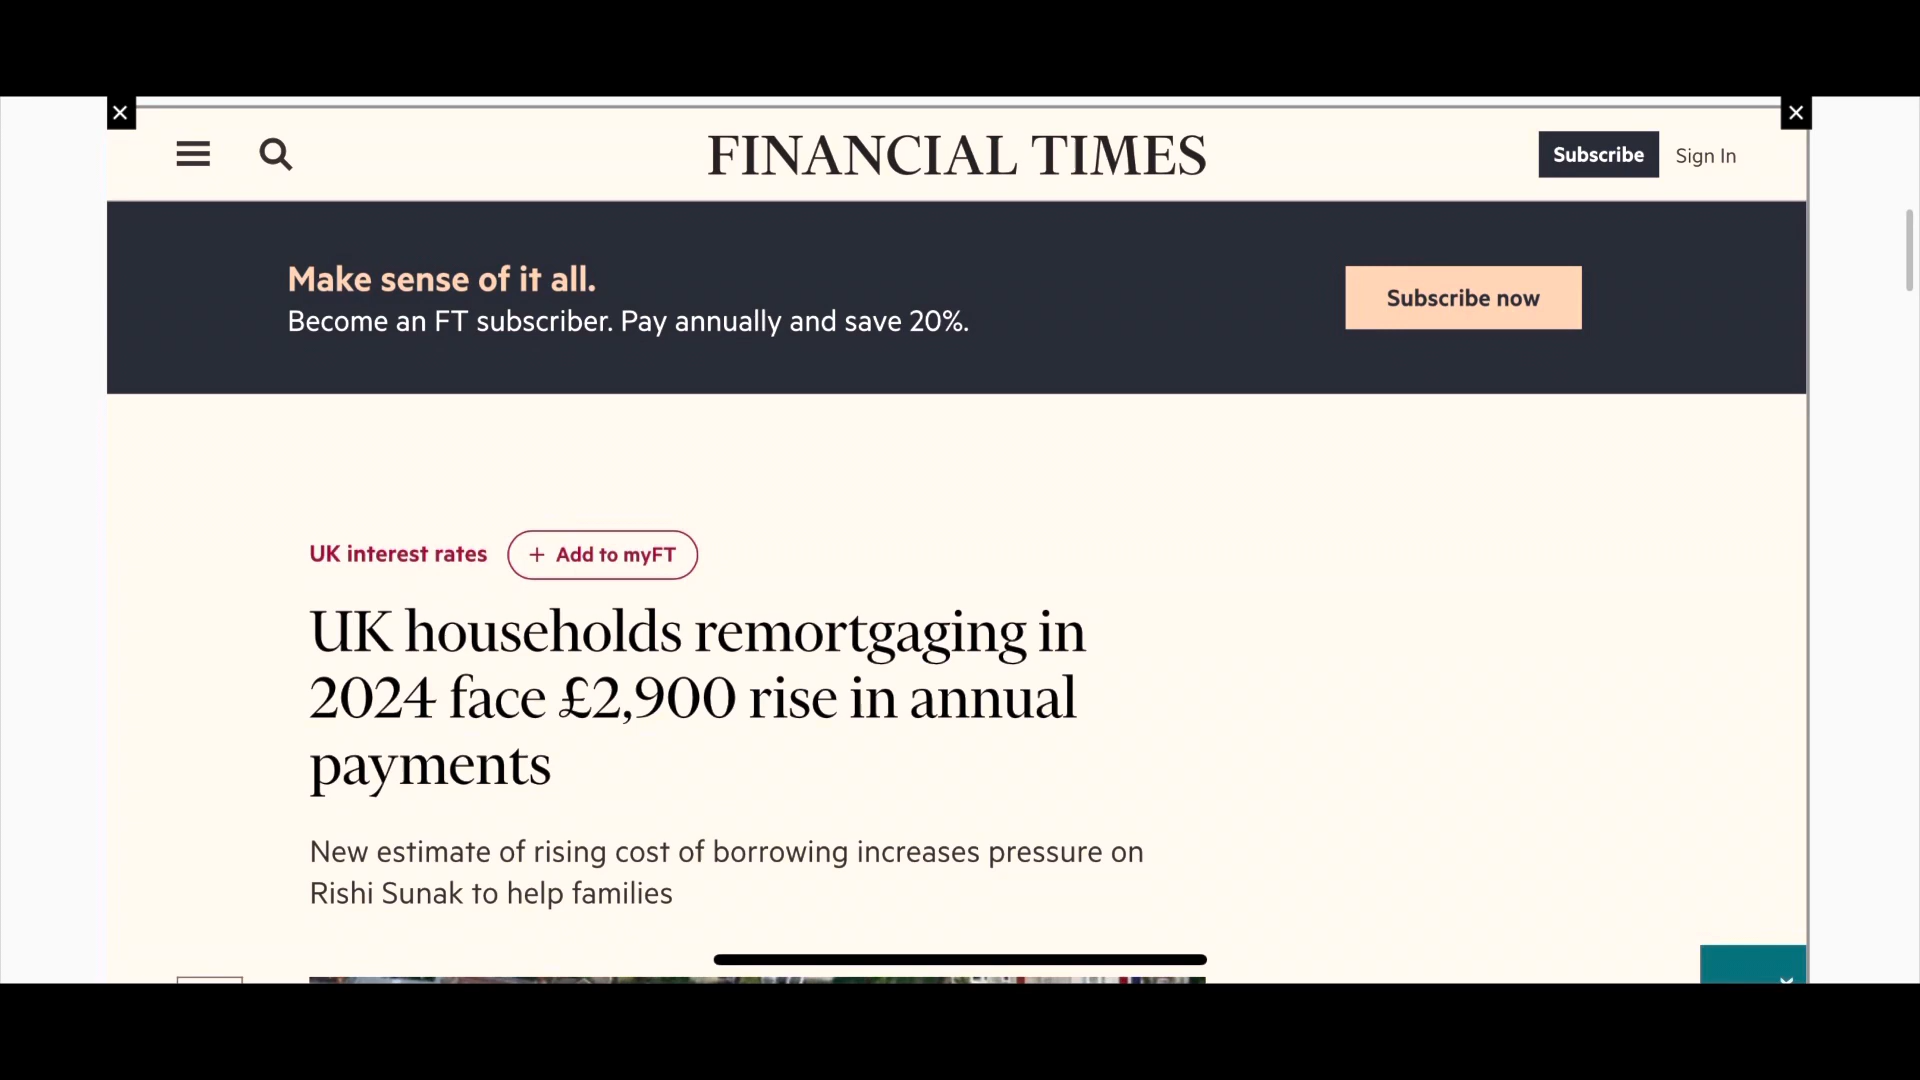 FINANCIAL TIMES
Subscribe
Sign In
Make sense of it all.
Become an FT subscriber. Pay annually and save 20%.
Subscribe now
UK interest rates
+ Add to myFT
UK households remortgaging in
2024 face £2,900 rise in annual
payments
New estimate of rising cost of borrowing increases pressure on
Rishi Sunak to help families